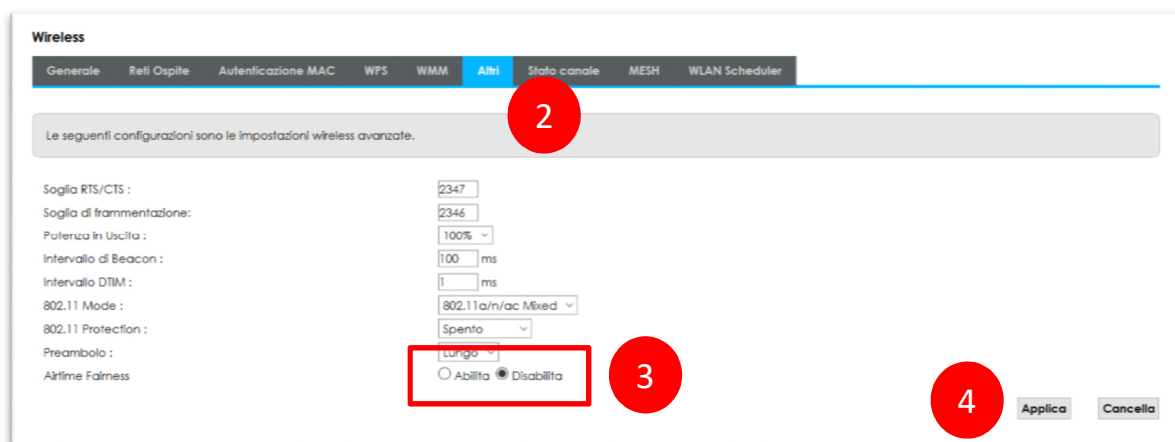 Wireless
Generale Reti Ospite Autenticazione MAC WPS WMM Altri Stato canale MESH WLAN Scheduler
2
Le seguenti configurazioni sono le impostazioni wireless avanzate.
Soglia RTS/CTS : 2347
Soglia di frammentazione: 2346
Potenza in Uscita : 100%
Intervallo di Beacon : 100 ms
Intervallo DTIM : 1 ms
802.11 Mode : 802.11a/n/ac Mixed
802.11 Protection : Spento
Preambolo : Lungo
Airtime Fairness Abilita Disabilita
3
4 Applica Cancella